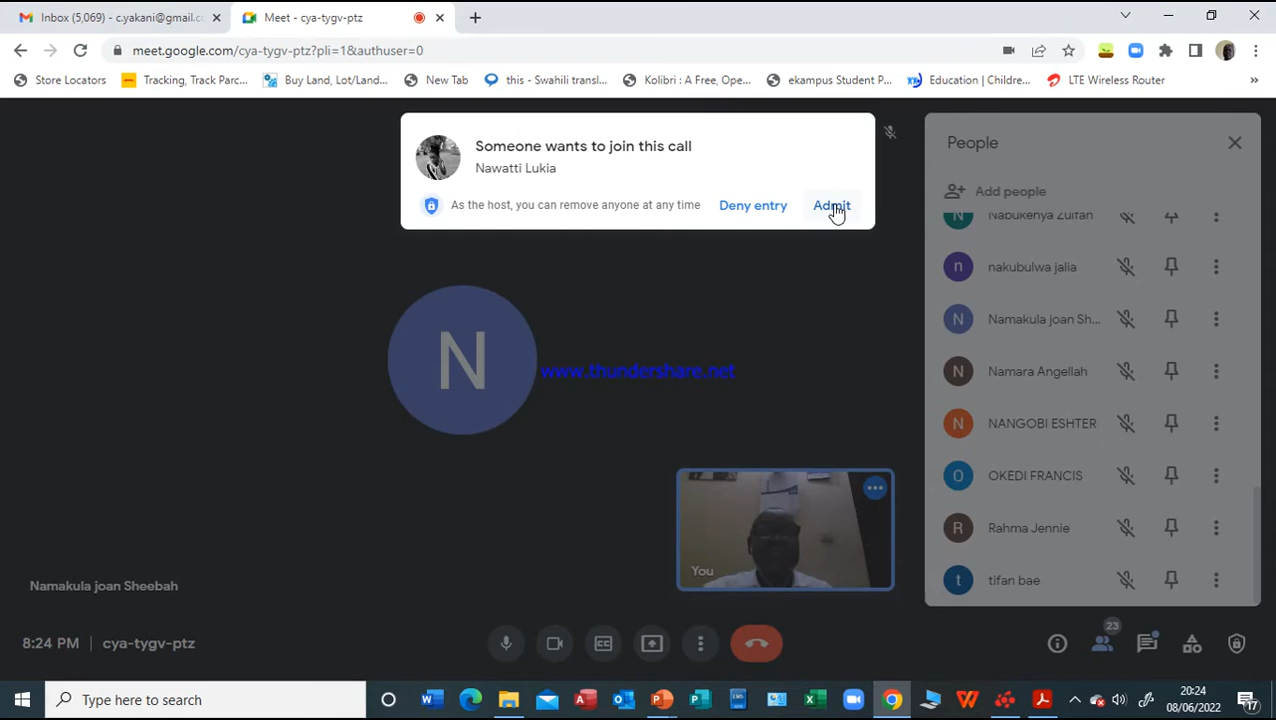 Inbox (5,069) - c.yakani@gmail.co
Meet - cya-tygv-ptz
meet.google.com/cya-tygv-ptz?pli=1&authuser=0
Store Locators
Tracking, Track Parc...
Buy Land, Lot/Land...
New Tab
this - Swahili transl...
Kolibri : A Free, Ope...
ekampus Student P...
Education | Childre...
LTE Wireless Router
Someone wants to join this call
Nawatti Lukia
As the host, you can remove anyone at any time
Deny entry
Admit
People
Add people
N
Nabukenya Zulfan
n
nakubulwa jalia
N
Namakula joan Sh...
N
Namara Angellah
N
NANGOBI ESHTER
O
OKEDI FRANCIS
R
Rahma Jennie
t
tifan bae
N
www.thundershare.net
You
Namakula joan Sheebah
8:24 PM | cya-tygv-ptz
23
Type here to search
20:24
08/06/2022
17